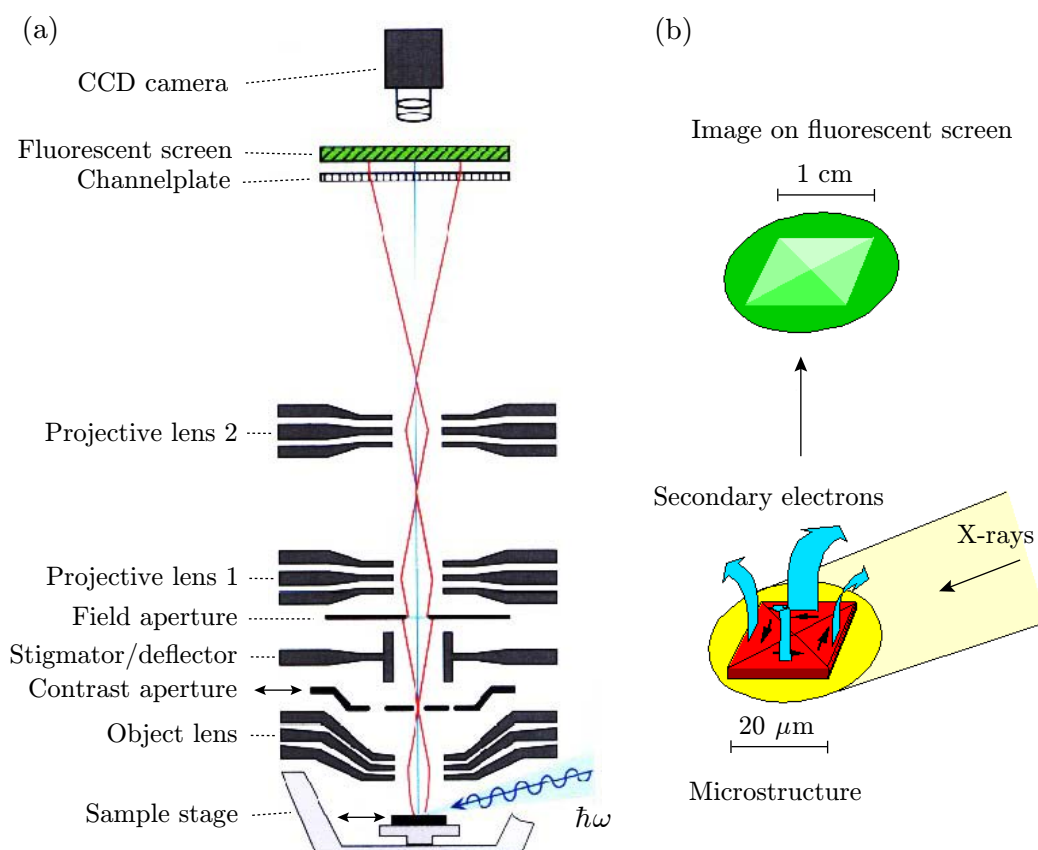 (a)
CCD camera
Fluorescent screen
Channelplate
Projective lens 2
Projective lens 1
Field aperture
Stigmator/deflector
Contrast aperture
Object lens
Sample stage
ℏω
(b)
Image on fluorescent screen
1 cm
Secondary electrons
X-rays
20 μm
Microstructure